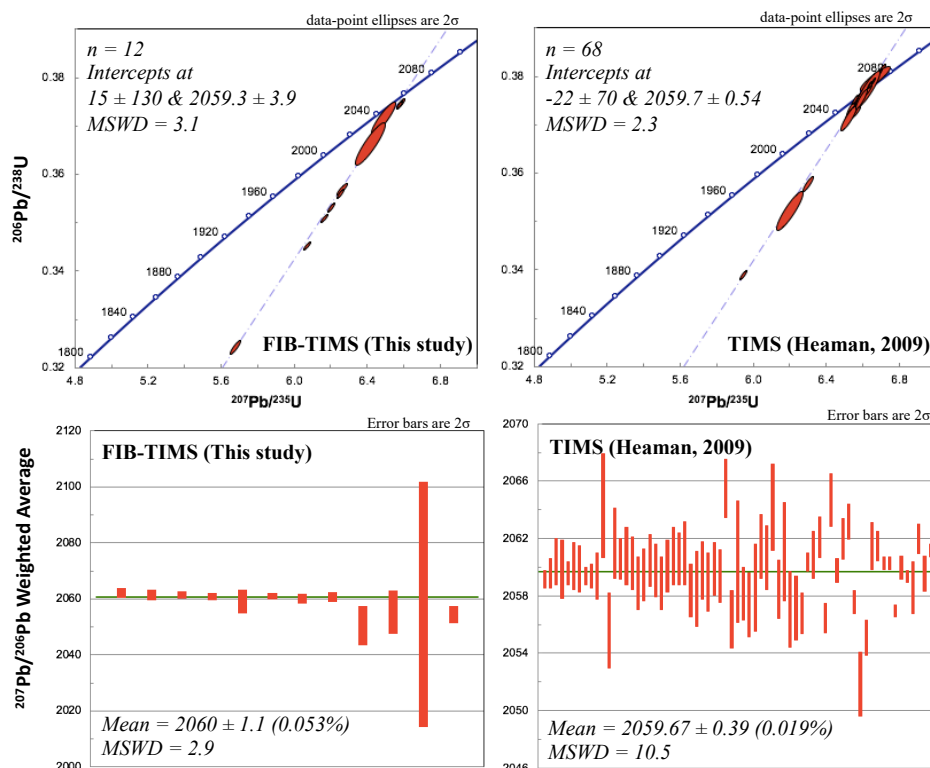 data-point ellipses are 2σ
n = 12
Intercepts at
15 ± 130 & 2059.3 ± 3.9
MSWD = 3.1
0.38
0.36
0.34
0.32
2080
2040
2000
1960
1920
1880
1840
1800
FIB-TIMS (This study)
4.8 5.2 5.6 6.0 6.4 6.8
207Pb/235U
206Pb/238U
data-point ellipses are 2σ
n = 68
Intercepts at
-22 ± 70 & 2059.7 ± 0.54
MSWD = 2.3
0.38
0.36
0.34
0.32
2080
2040
2000
1960
1920
1880
1840
1800
TIMS (Heaman, 2009)
4.8 5.2 5.6 6.0 6.4 6.8
207Pb/235U
Error bars are 2σ
FIB-TIMS (This study)
2120
2100
2080
2060
2040
2020
2000
207Pb/206Pb Weighted Average
Mean = 2060 ± 1.1 (0.053%)
MSWD = 2.9
Error bars are 2σ
TIMS (Heaman, 2009)
2070
2066
2062
2058
2054
2050
2046
Mean = 2059.67 ± 0.39 (0.019%)
MSWD = 10.5